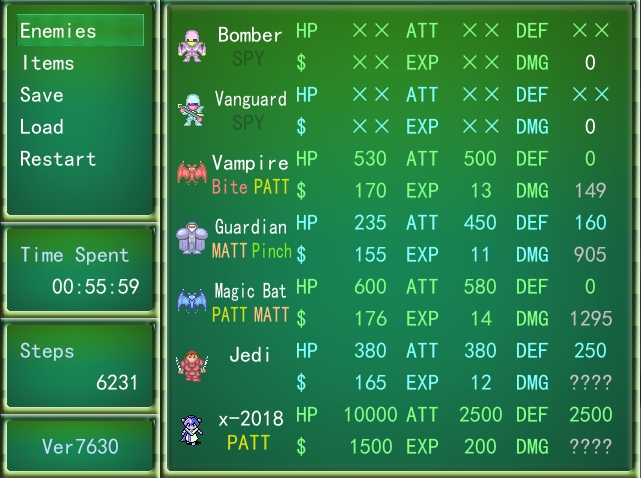 Enemies
Items
Save
Load
Restart
Time Spent
00:55:59
Steps
6231
Ver7630
Bomber HP ×× ATT ×× DEF ××
SPY $ ×× EXP ×× DMG 0
Vanguard HP ×× ATT ×× DEF ××
SPY $ ×× EXP ×× DMG 0
Vampire HP 530 ATT 500 DEF 0
Bite PATT $ 170 EXP 13 DMG 149
Guardian HP 235 ATT 450 DEF 160
MATT Pinch $ 155 EXP 11 DMG 905
Magic Bat HP 600 ATT 580 DEF 0
PATT MATT $ 176 EXP 14 DMG 1295
Jedi HP 380 ATT 380 DEF 250
$ 165 EXP 12 DMG ????
x-2018 HP 10000 ATT 2500 DEF 2500
PATT $ 1500 EXP 200 DMG ????